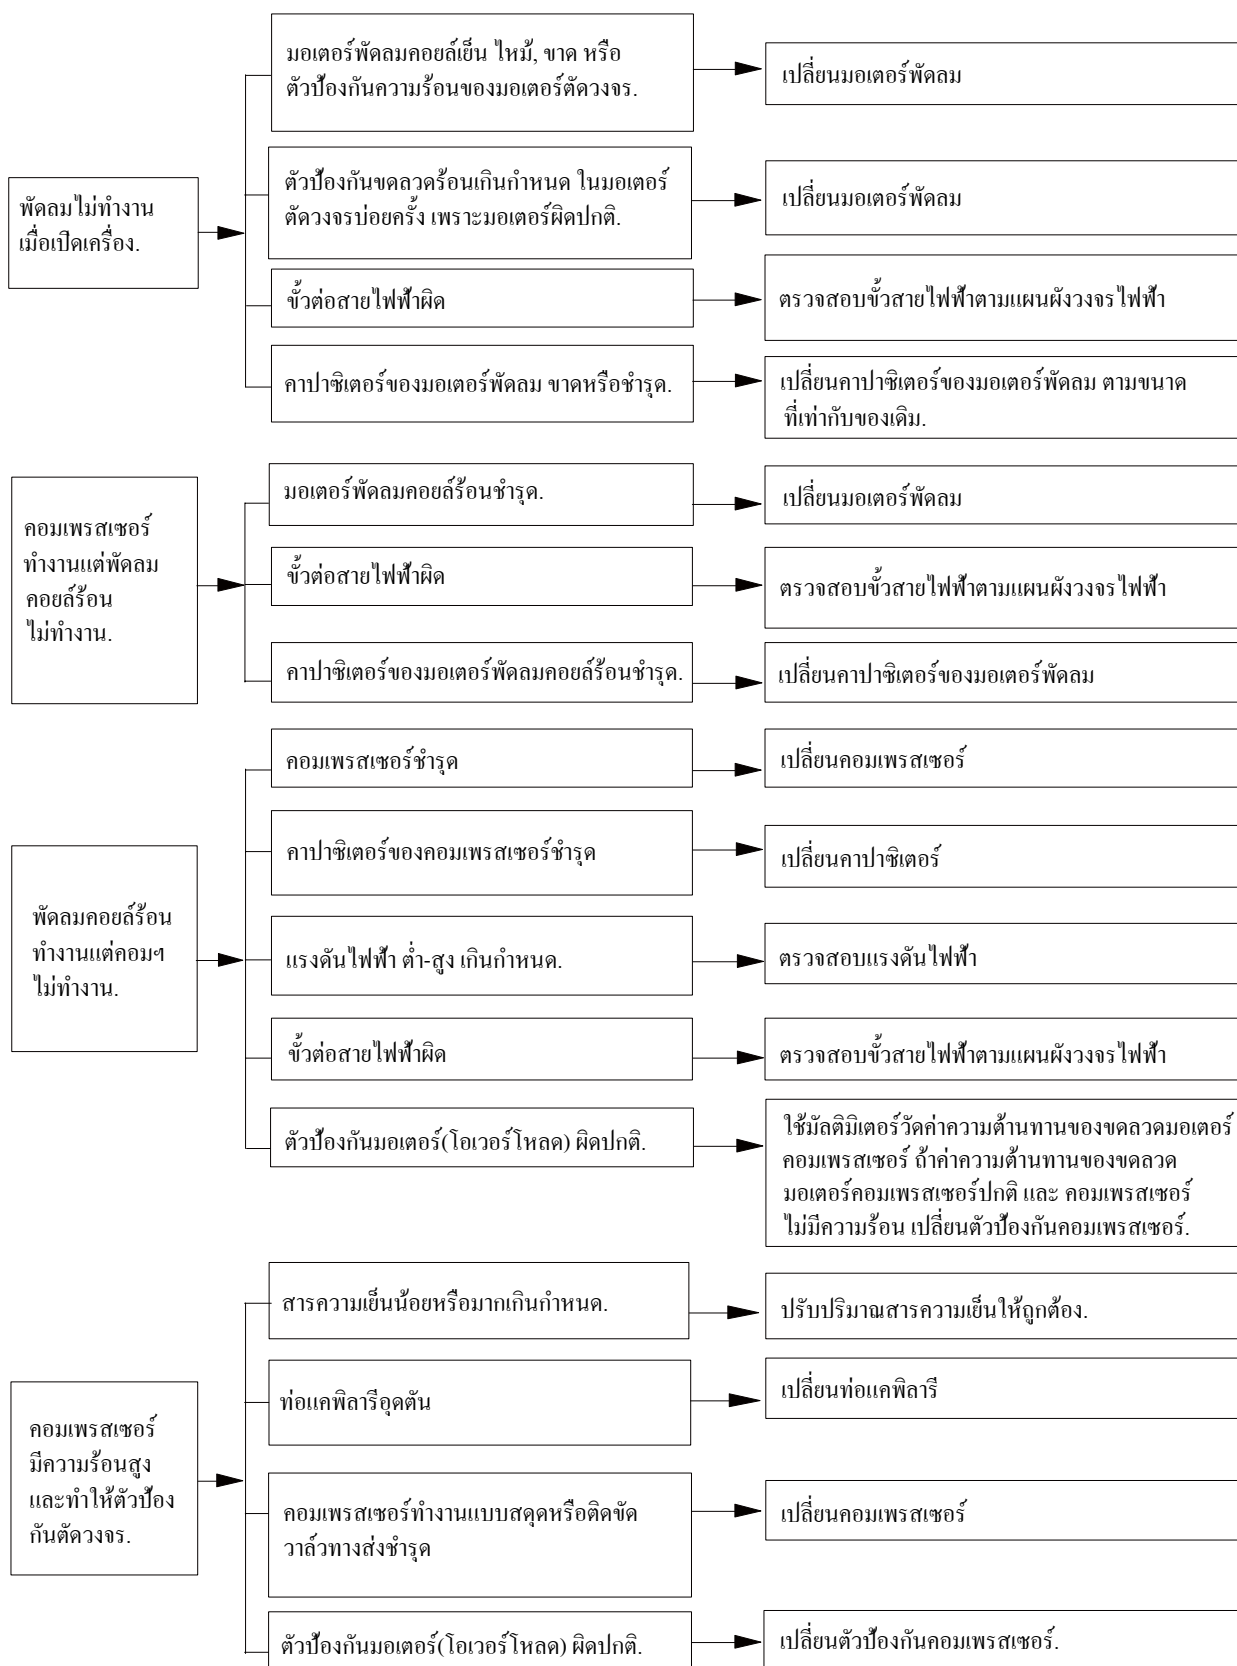 พัดลมไม่ทำงาน
เมื่อเปิดเครื่อง.
มอเตอร์พัดลมคอยล์เย็น ไหม้, ขาด หรือ
ตัวป้องกันความร้อนของมอเตอร์ตัดวงจร.
เปลี่ยนมอเตอร์พัดลม
ตัวป้องกันขดลวดร้อนเกินกำหนด ในมอเตอร์
ตัดวงจรบ่อยครั้ง เพราะมอเตอร์ผิดปกติ.
เปลี่ยนมอเตอร์พัดลม
ขั้วต่อสายไฟฟ้าผิด
ตรวจสอบขั้วสายไฟฟ้าตามแผนผังวงจรไฟฟ้า
คาปาซิเตอร์ของมอเตอร์พัดลม ขาดหรือชำรุด.
เปลี่ยนคาปาซิเตอร์ของมอเตอร์พัดลม ตามขนาด
ที่เท่ากับของเดิม.
คอมเพรสเซอร์
ทำงานแต่พัดลม
คอยล์ร้อน
ไม่ทำงาน.
มอเตอร์พัดลมคอยล์ร้อนชำรุด.
เปลี่ยนมอเตอร์พัดลม
ขั้วต่อสายไฟฟ้าผิด
ตรวจสอบขั้วสายไฟฟ้าตามแผนผังวงจรไฟฟ้า
คาปาซิเตอร์ของมอเตอร์พัดลมคอยล์ร้อนชำรุด.
เปลี่ยนคาปาซิเตอร์ของมอเตอร์พัดลม
พัดลมคอยล์ร้อน
ทำงานแต่คอมฯ
ไม่ทำงาน.
คอมเพรสเซอร์ชำรุด
เปลี่ยนคอมเพรสเซอร์
คาปาซิเตอร์ของคอมเพรสเซอร์ชำรุด
เปลี่ยนคาปาซิเตอร์
แรงดันไฟฟ้า ต่ำ-สูง เกินกำหนด.
ตรวจสอบแรงดันไฟฟ้า
ขั้วต่อสายไฟฟ้าผิด
ตรวจสอบขั้วสายไฟฟ้าตามแผนผังวงจรไฟฟ้า
ตัวป้องกันมอเตอร์(โอเวอร์โหลด) ผิดปกติ.
ใช้มัลติมิเตอร์วัดค่าความต้านทานของขดลวดมอเตอร์
คอมเพรสเซอร์ ถ้าค่าความต้านทานของขดลวด
มอเตอร์คอมเพรสเซอร์ปกติ และ คอมเพรสเซอร์
ไม่มีความร้อน เปลี่ยนตัวป้องกันคอมเพรสเซอร์.
คอมเพรสเซอร์
มีความร้อนสูง
และทำให้ตัวป้อง
กันตัดวงจร.
สารความเย็นน้อยหรือมากเกินกำหนด.
ปรับปริมาณสารความเย็นให้ถูกต้อง.
ท่อแคพิลารีอุดตัน
เปลี่ยนท่อแคพิลารี
คอมเพรสเซอร์ทำงานแบบสดุดหรือติดขัด
วาล์วทางส่งชำรุด
เปลี่ยนคอมเพรสเซอร์
ตัวป้องกันมอเตอร์(โอเวอร์โหลด) ผิดปกติ.
เปลี่ยนตัวป้องกันคอมเพรสเซอร์.